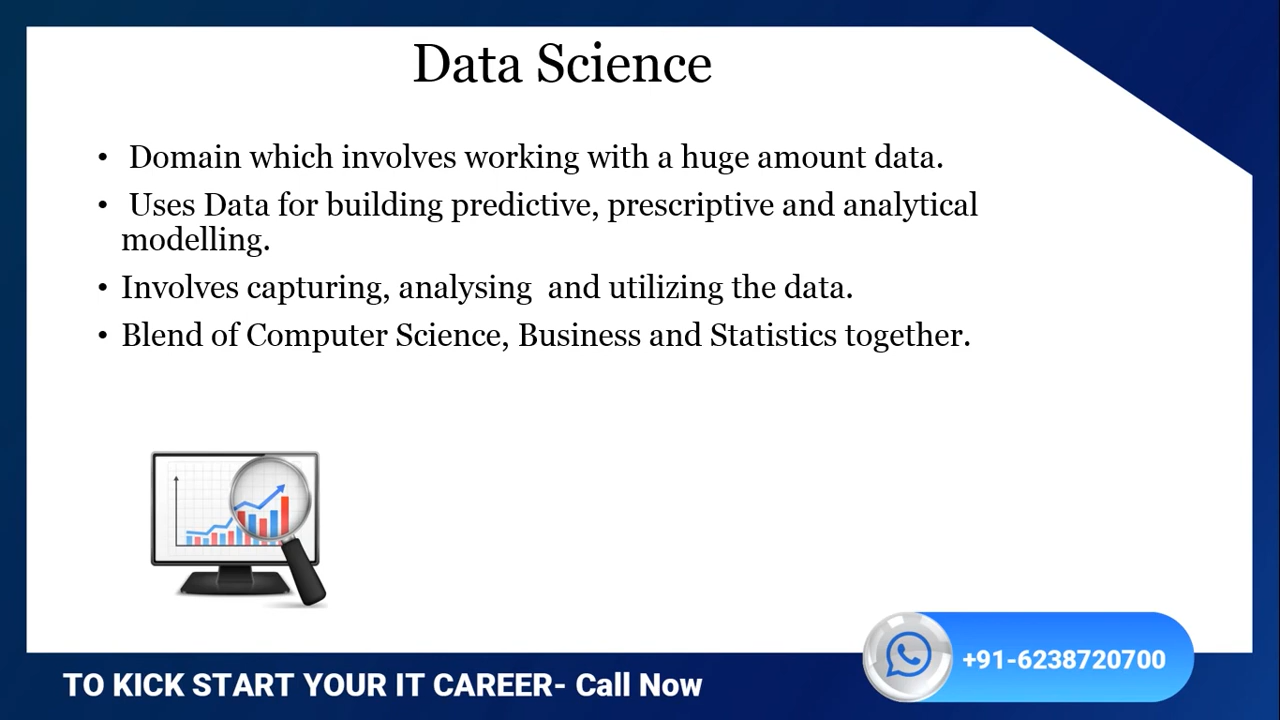 Data Science
• Domain which involves working with a huge amount data.
• Uses Data for building predictive, prescriptive and analytical
modelling.
• Involves capturing, analysing  and utilizing the data.
• Blend of Computer Science, Business and Statistics together.
TO KICK START YOUR IT CAREER- Call Now
+91-6238720700